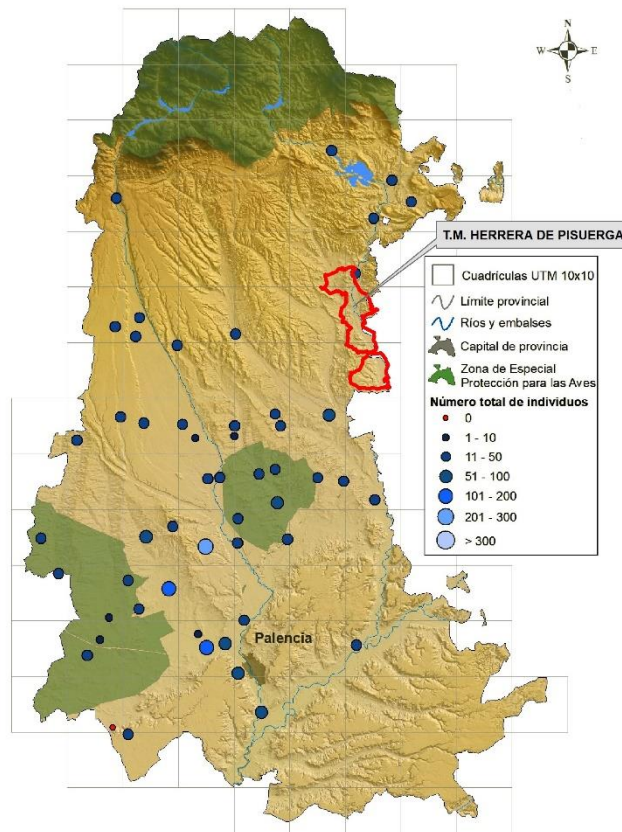 N
W
E
S
T.M. HERRERA DE PISUERGA
Cuadrículas UTM 10x10
Límite provincial
Ríos y embalses
Capital de provincia
Zona de Especial
Protección para las Aves
Número total de individuos
0
1 - 10
11 - 50
51 - 100
101 - 200
201 - 300
> 300
Palencia